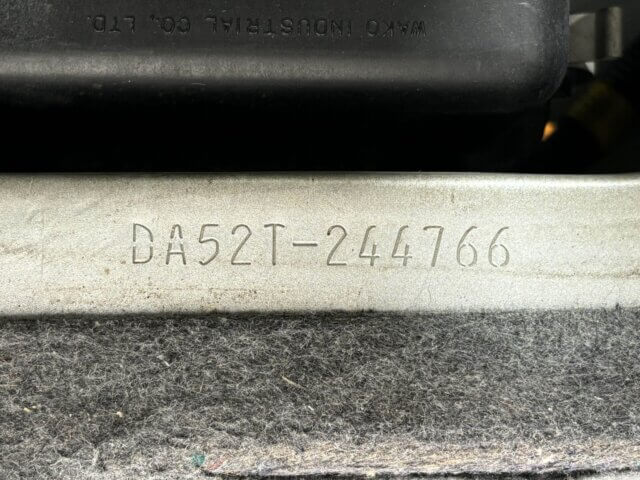 WAKO INDUSTRIAL CO., LTD.
DA52T-244766